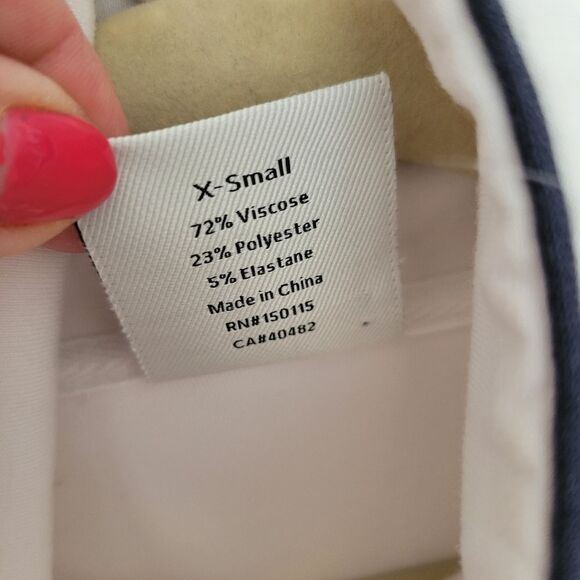 X-Small
72% Viscose
23% Polyester
5% Elastane
Made in China
RN#150115
CA#40482